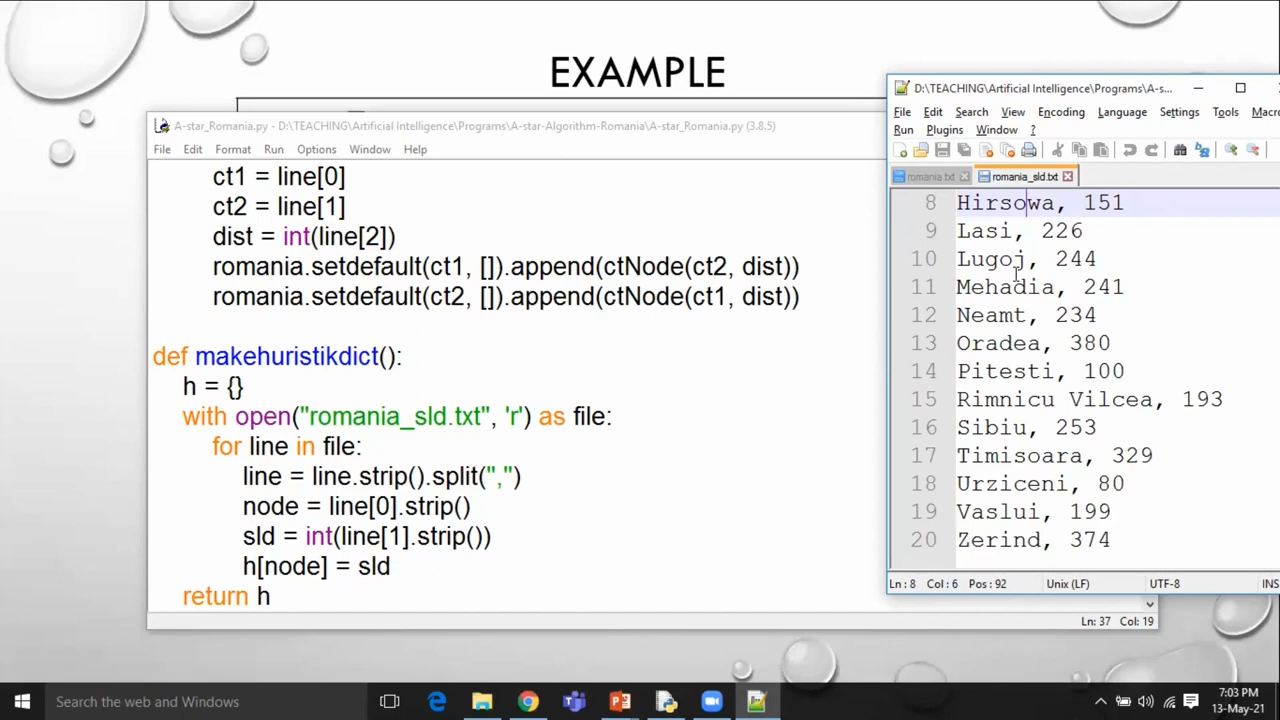 EXAMPLE
A-star_Romania.py - D:\TEACHING\Artificial Intelligence\Programs\A-star-Algorithm-Romania\A-star_Romania.py (3.8.5)
File Edit Format Run Options Window Help
ct1 = line[0]
ct2 = line[1]
dist = int(line[2])
romania.setdefault(ct1, []).append(ctNode(ct2, dist))
romania.setdefault(ct2, []).append(ctNode(ct1, dist))
def makehuristikdict():
h = {}
with open("romania_sld.txt", 'r') as file:
for line in file:
line = line.strip().split(",")
node = line[0].strip()
sld = int(line[1].strip())
h[node] = sld
return h
Ln: 37 Col: 19
D:\TEACHING\Artificial Intelligence\Programs\A-s...
File Edit Search View Encoding Language Settings Tools Macro
Run Plugins Window ?
romania.txt romania_sld.txt
8 Hirsowa, 151
9 Lasi, 226
10 Lugoj, 244
11 Mehadia, 241
12 Neamt, 234
13 Oradea, 380
14 Pitesti, 100
15 Rimnicu Vilcea, 193
16 Sibiu, 253
17 Timisoara, 329
18 Urziceni, 80
19 Vaslui, 199
20 Zerind, 374
Ln : 8 Col : 6 Pos : 92 Unix (LF) UTF-8 INS
Search the web and Windows
7:03 PM
13-May-21